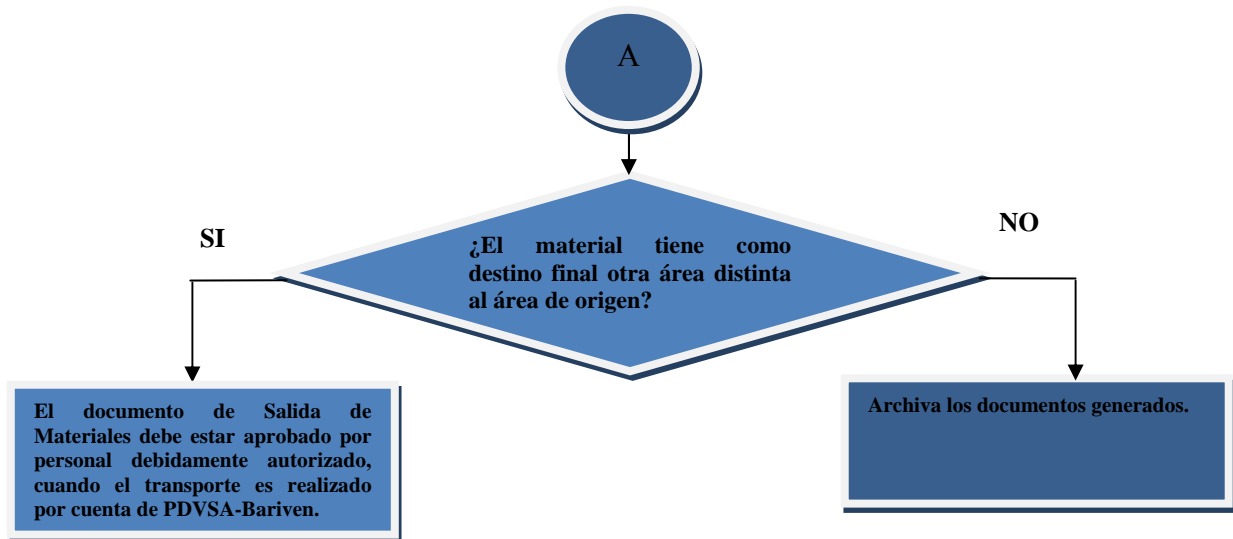 A
SI
NO
¿El material tiene como
destino final otra área distinta
al área de origen?
El documento de Salida de
Materiales debe estar aprobado por
personal debidamente autorizado,
cuando el transporte es realizado
por cuenta de PDVSA-Bariven.
Archiva los documentos generados.